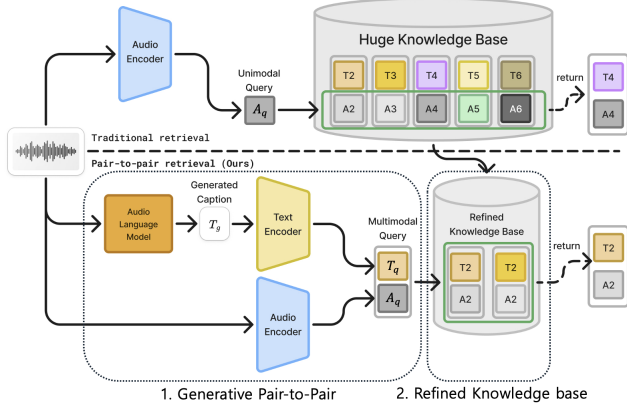 Huge Knowledge Base
Audio
Encoder
Unimodal
Query
A_q
T2 T3 T4 T5 T6
A2 A3 A4 A5 A6
return
T4
A4
Traditional retrieval
Pair-to-pair retrieval (Ours)
Audio
Language
Model
Generated
Caption
T_g
Text
Encoder
Multimodal
Query
T_q
A_q
Audio
Encoder
Refined
Knowledge Base
T2 T2
A2 A2
return
T2
A2
1. Generative Pair-to-Pair
2. Refined Knowledge base